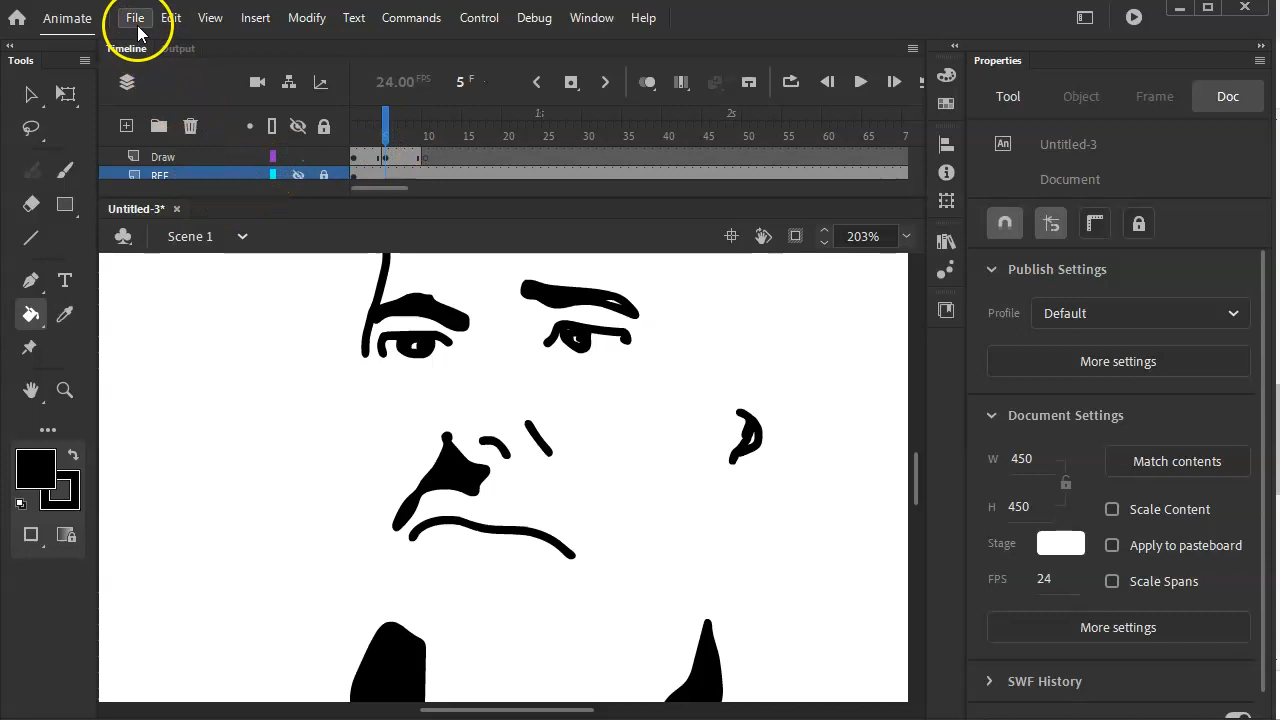 Animate File Edit View Insert Modify Text Commands Control Debug Window Help
Timeline Output
Tools
Properties
24.00 FPS 5 F
Tool Object Frame Doc
1s 2s
5 10 15 20 25 30 35 40 45 50 55 60 65 7
Draw
REF
An Untitled-3
Document
Untitled-3*
Scene 1 203%
Publish Settings
Profile Default
More settings
Document Settings
W 450 Match contents
H 450 Scale Content
Stage Apply to pasteboard
FPS 24 Scale Spans
More settings
SWF History